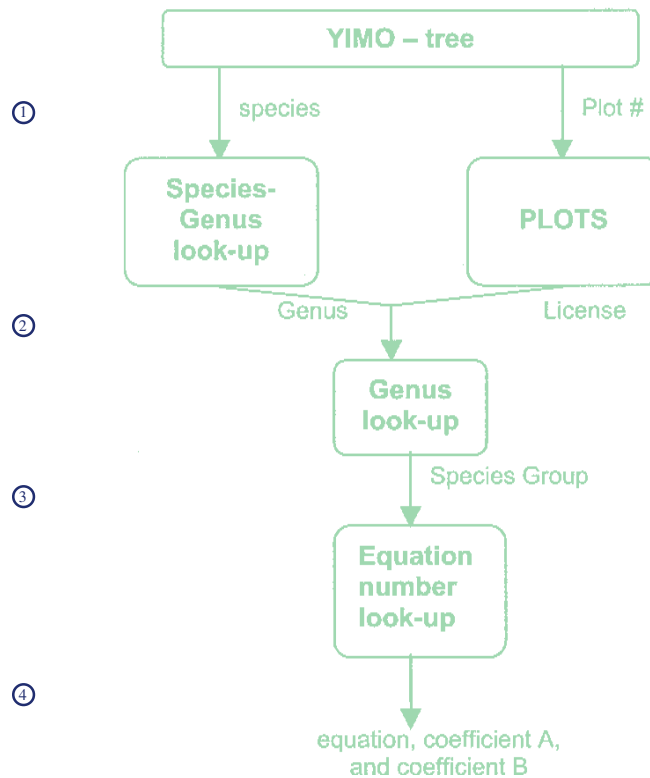 YIMO – tree
① species Plot #
Species-
Genus
look-up
PLOTS
② Genus License
Genus
look-up
③ Species Group
Equation
number
look-up
④
equation, coefficient A,
and coefficient B